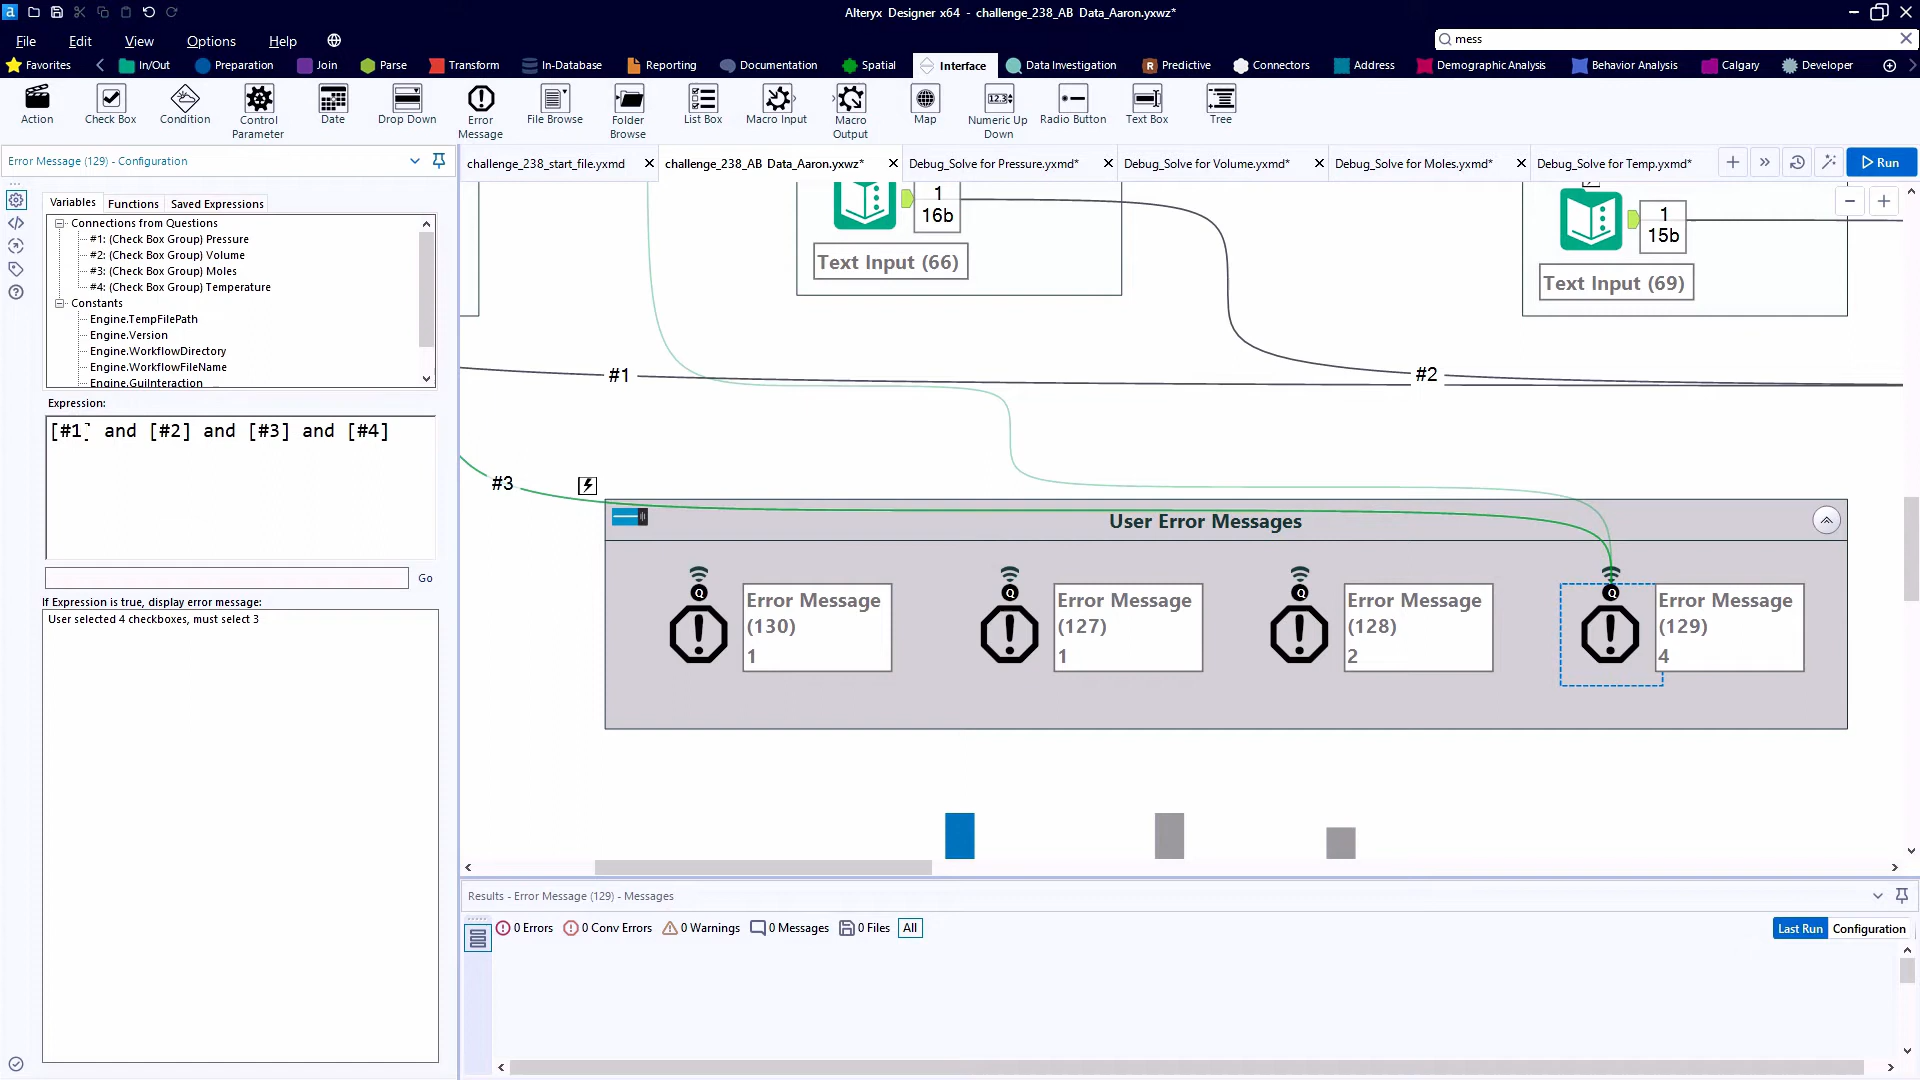 Alteryx Designer x64 - challenge_238_AB Data_Aaron.yxwz*
File Edit View Options Help
mess
Favorites In/Out Preparation Join Parse Transform In-Database Reporting Documentation Spatial Interface Data Investigation Predictive Connectors Address Demographic Analysis Behavior Analysis Calgary Developer
Action
Check Box
Condition
Control Parameter
Date
Drop Down
Error Message
File Browse
Folder Browse
List Box
Macro Input
Macro Output
Map
Numeric Up Down
Radio Button
Text Box
Tree
Error Message (129) - Configuration
challenge_238_start_file.yxmd
challenge_238_AB Data_Aaron.yxwz*
Debug_Solve for Pressure.yxmd*
Debug_Solve for Volume.yxmd*
Debug_Solve for Moles.yxmd*
Debug_Solve for Temp.yxmd*
Run
Variables Functions Saved Expressions
Connections from Questions
#1: (Check Box Group) Pressure
#2: (Check Box Group) Volume
#3: (Check Box Group) Moles
#4: (Check Box Group) Temperature
Constants
Engine.TempFilePath
Engine.Version
Engine.WorkflowDirectory
Engine.WorkflowFileName
Engine.GuiInteraction
Expression:
[#1] and [#2] and [#3] and [#4]
Go
If Expression is true, display error message:
User selected 4 checkboxes, must select 3
1
16b
Text Input (66)
1
15b
Text Input (69)
#1
#2
#3
User Error Messages
Q
Error Message
(130)
1
Q
Error Message
(127)
1
Q
Error Message
(128)
2
Q
Error Message
(129)
4
Results - Error Message (129) - Messages
0 Errors 0 Conv Errors 0 Warnings 0 Messages 0 Files All
Last Run Configuration